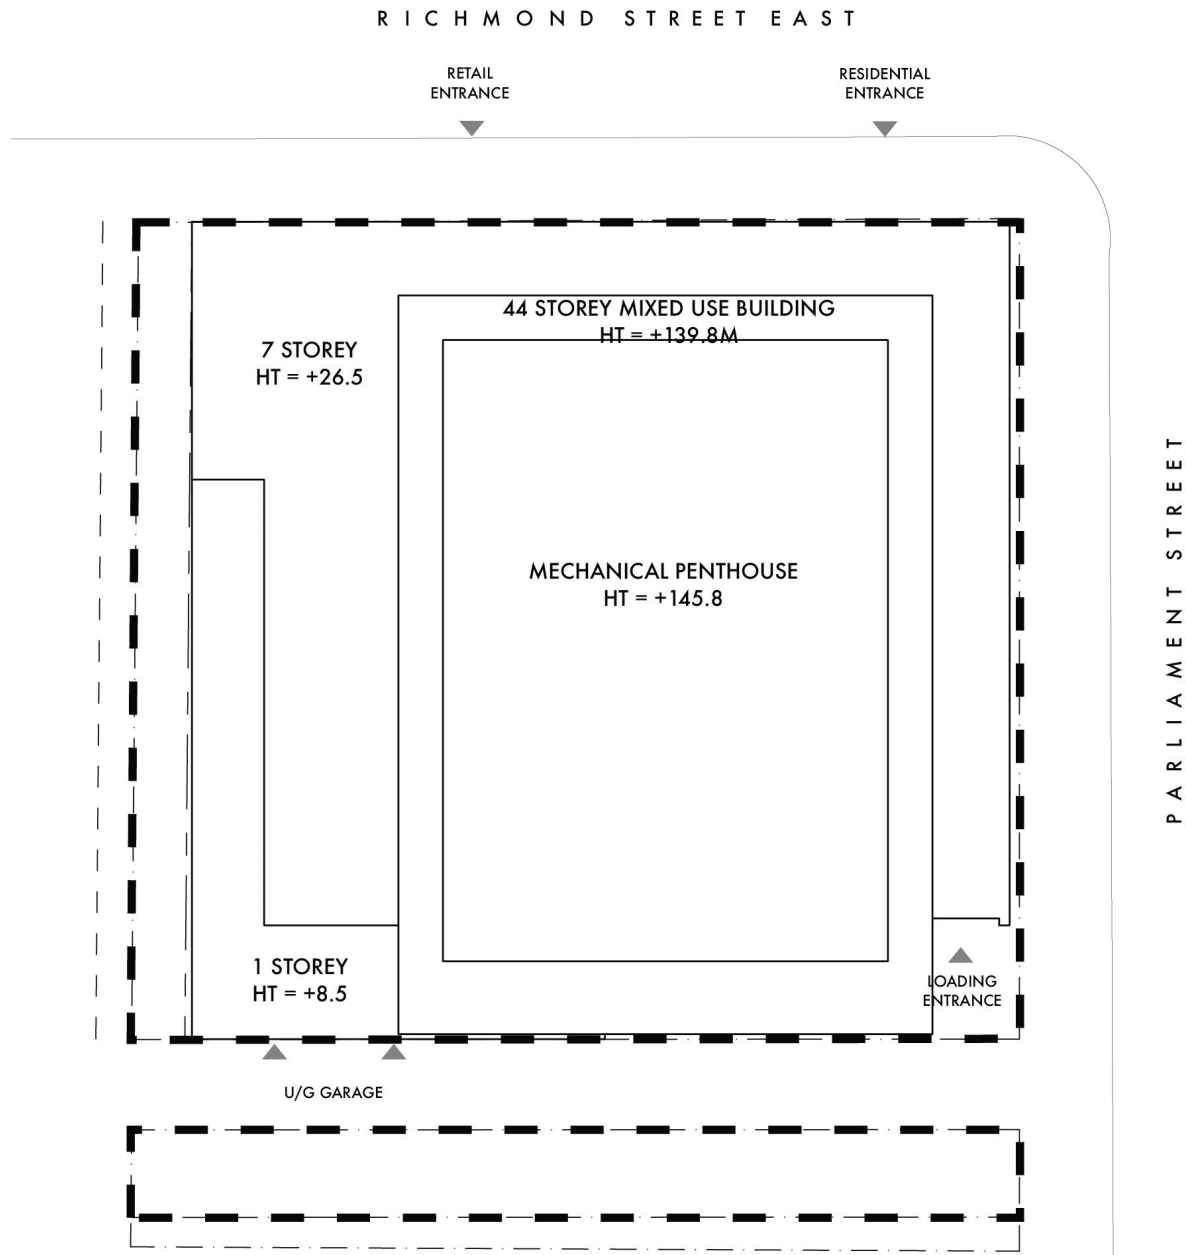 RICHMOND STREET EAST
RETAIL
ENTRANCE
RESIDENTIAL
ENTRANCE
44 STOREY MIXED USE BUILDING
HT = +139.8M
7 STOREY
HT = +26.5
MECHANICAL PENTHOUSE
HT = +145.8
PARLIAMENT STREET
1 STOREY
HT = +8.5
LOADING
ENTRANCE
U/G GARAGE